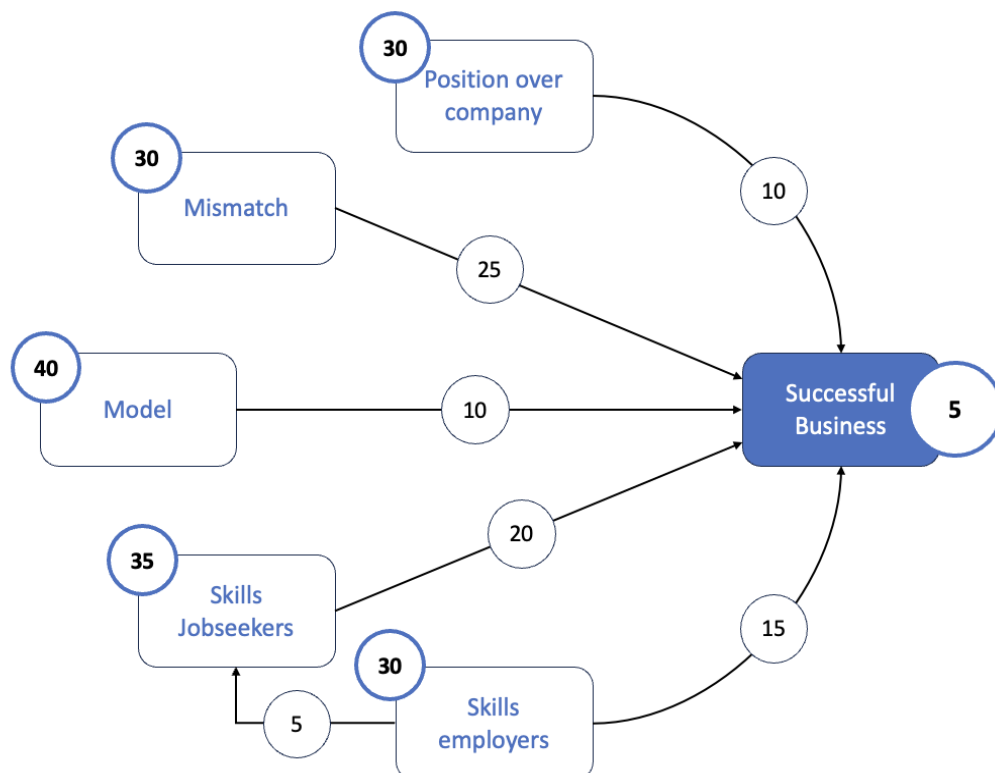 30
Position over
company
10
30
Mismatch
25
40
Model
10
Successful
Business
5
20
35
Skills
Jobseekers
15
30
Skills
employers
5